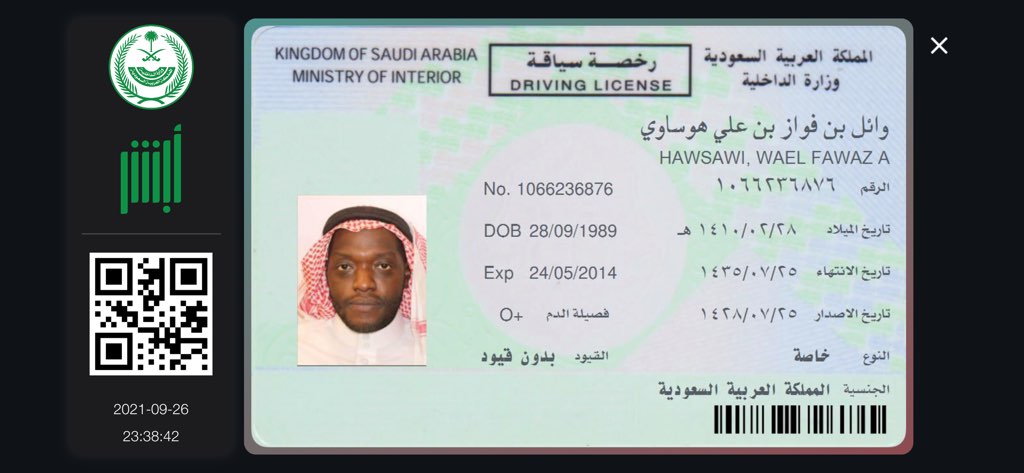 KINGDOM OF SAUDI ARABIA
MINISTRY OF INTERIOR
رخصة سياقة
DRIVING LICENSE
المملكة العربية السعودية
وزارة الداخلية
أبشر
وائل بن فواز بن علي هوساوي
HAWSAWI, WAEL FAWAZ A
No. 1066236876
الرقم ١٠٦٦٢٣٦٨٧٦
DOB 28/09/1989
تاريخ الميلاد ١٤١٠/٠٢/٢٨ هـ
Exp 24/05/2014
تاريخ الانتهاء ١٤٣٥/٠٧/٢٥
فصيلة الدم O+
تاريخ الاصدار ١٤٢٨/٠٧/٢٥
النوع خاصة
القيود بدون قيود
الجنسية المملكة العربية السعودية
2021-09-26
23:38:42